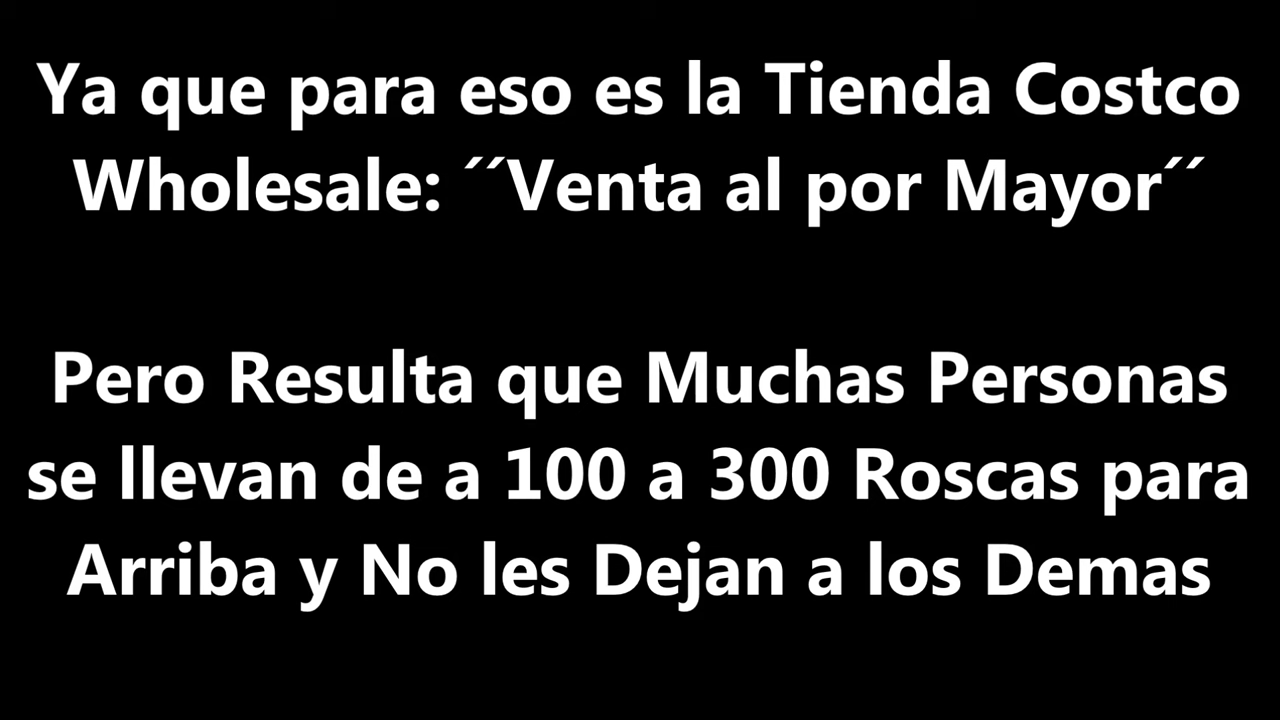 Ya que para eso es la Tienda Costco
Wholesale: ´´Venta al por Mayor´´
Pero Resulta que Muchas Personas
se llevan de a 100 a 300 Roscas para
Arriba y No les Dejan a los Demas